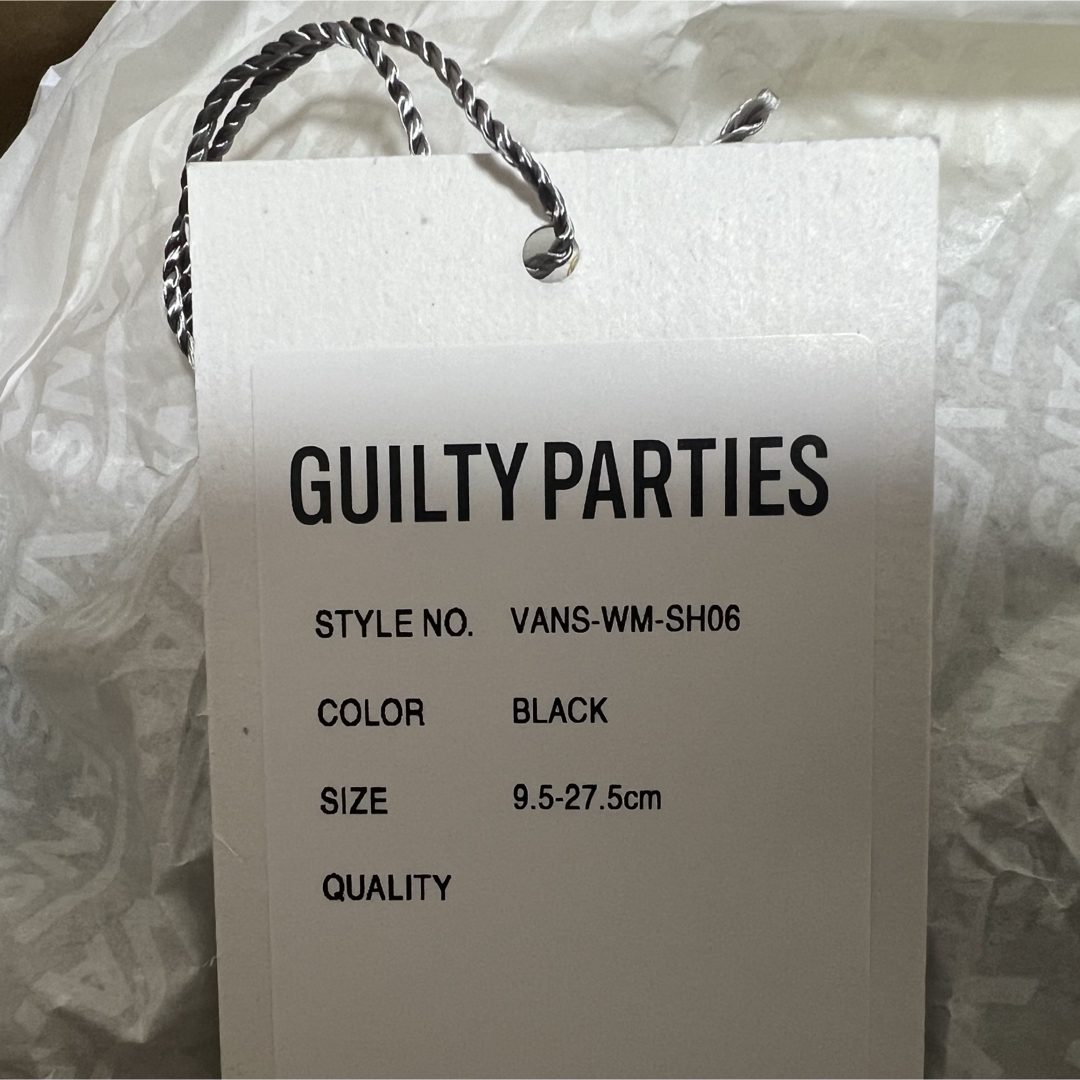 GUILTY PARTIES
STYLE NO. VANS-WM-SH06
COLOR BLACK
SIZE 9.5-27.5cm
QUALITY